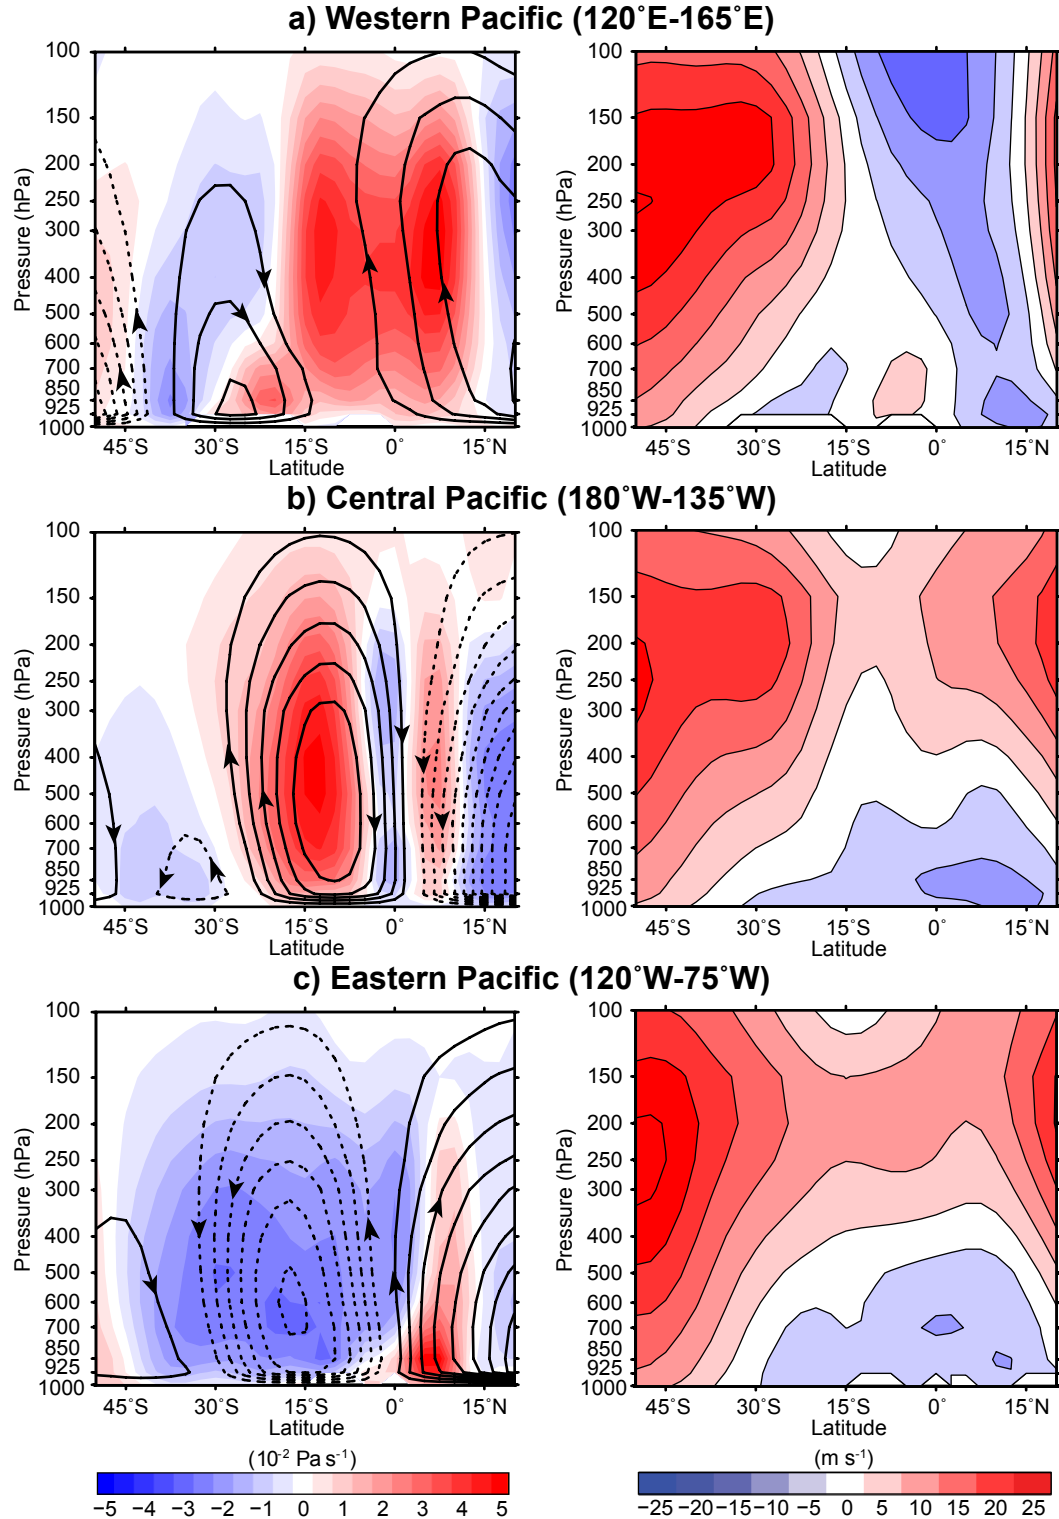 a) Western Pacific (120˚E-165˚E)
100
150
200
250
300
400
500
600
700
850
925
1000
Pressure (hPa)
45˚S 30˚S 15˚S 0˚ 15˚N
Latitude
100
150
200
250
300
400
500
600
700
850
925
1000
Pressure (hPa)
45˚S 30˚S 15˚S 0˚ 15˚N
Latitude
b) Central Pacific (180˚W-135˚W)
100
150
200
250
300
400
500
600
700
850
925
1000
Pressure (hPa)
45˚S 30˚S 15˚S 0˚ 15˚N
Latitude
100
150
200
250
300
400
500
600
700
850
925
1000
Pressure (hPa)
45˚S 30˚S 15˚S 0˚ 15˚N
Latitude
c) Eastern Pacific (120˚W-75˚W)
100
150
200
250
300
400
500
600
700
850
925
1000
Pressure (hPa)
45˚S 30˚S 15˚S 0˚ 15˚N
Latitude
100
150
200
250
300
400
500
600
700
850
925
1000
Pressure (hPa)
45˚S 30˚S 15˚S 0˚ 15˚N
Latitude
(10⁻² Pa s⁻¹)
−5 −4 −3 −2 −1 0 1 2 3 4 5
(m s⁻¹)
−25 −20 −15 −10 −5 0 5 10 15 20 25